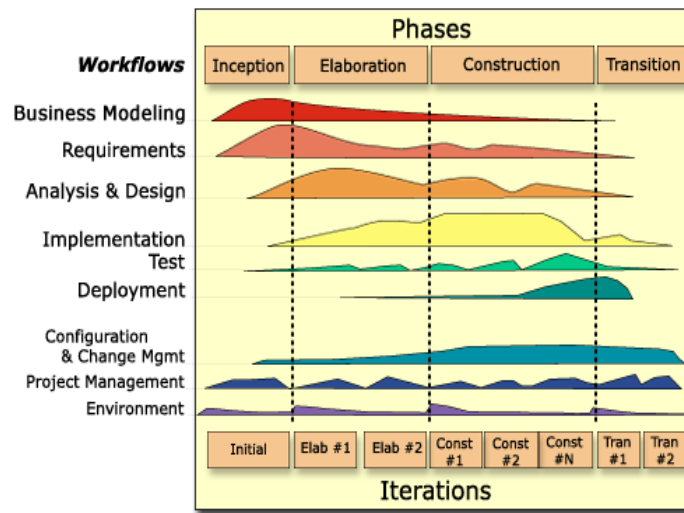 Phases
Workflows
Inception
Elaboration
Construction
Transition
Business Modeling
Requirements
Analysis & Design
Implementation
Test
Deployment
Configuration
& Change Mgmt
Project Management
Environment
Initial
Elab #1
Elab #2
Const
#1
Const
#2
Const
#N
Tran
#1
Tran
#2
Iterations